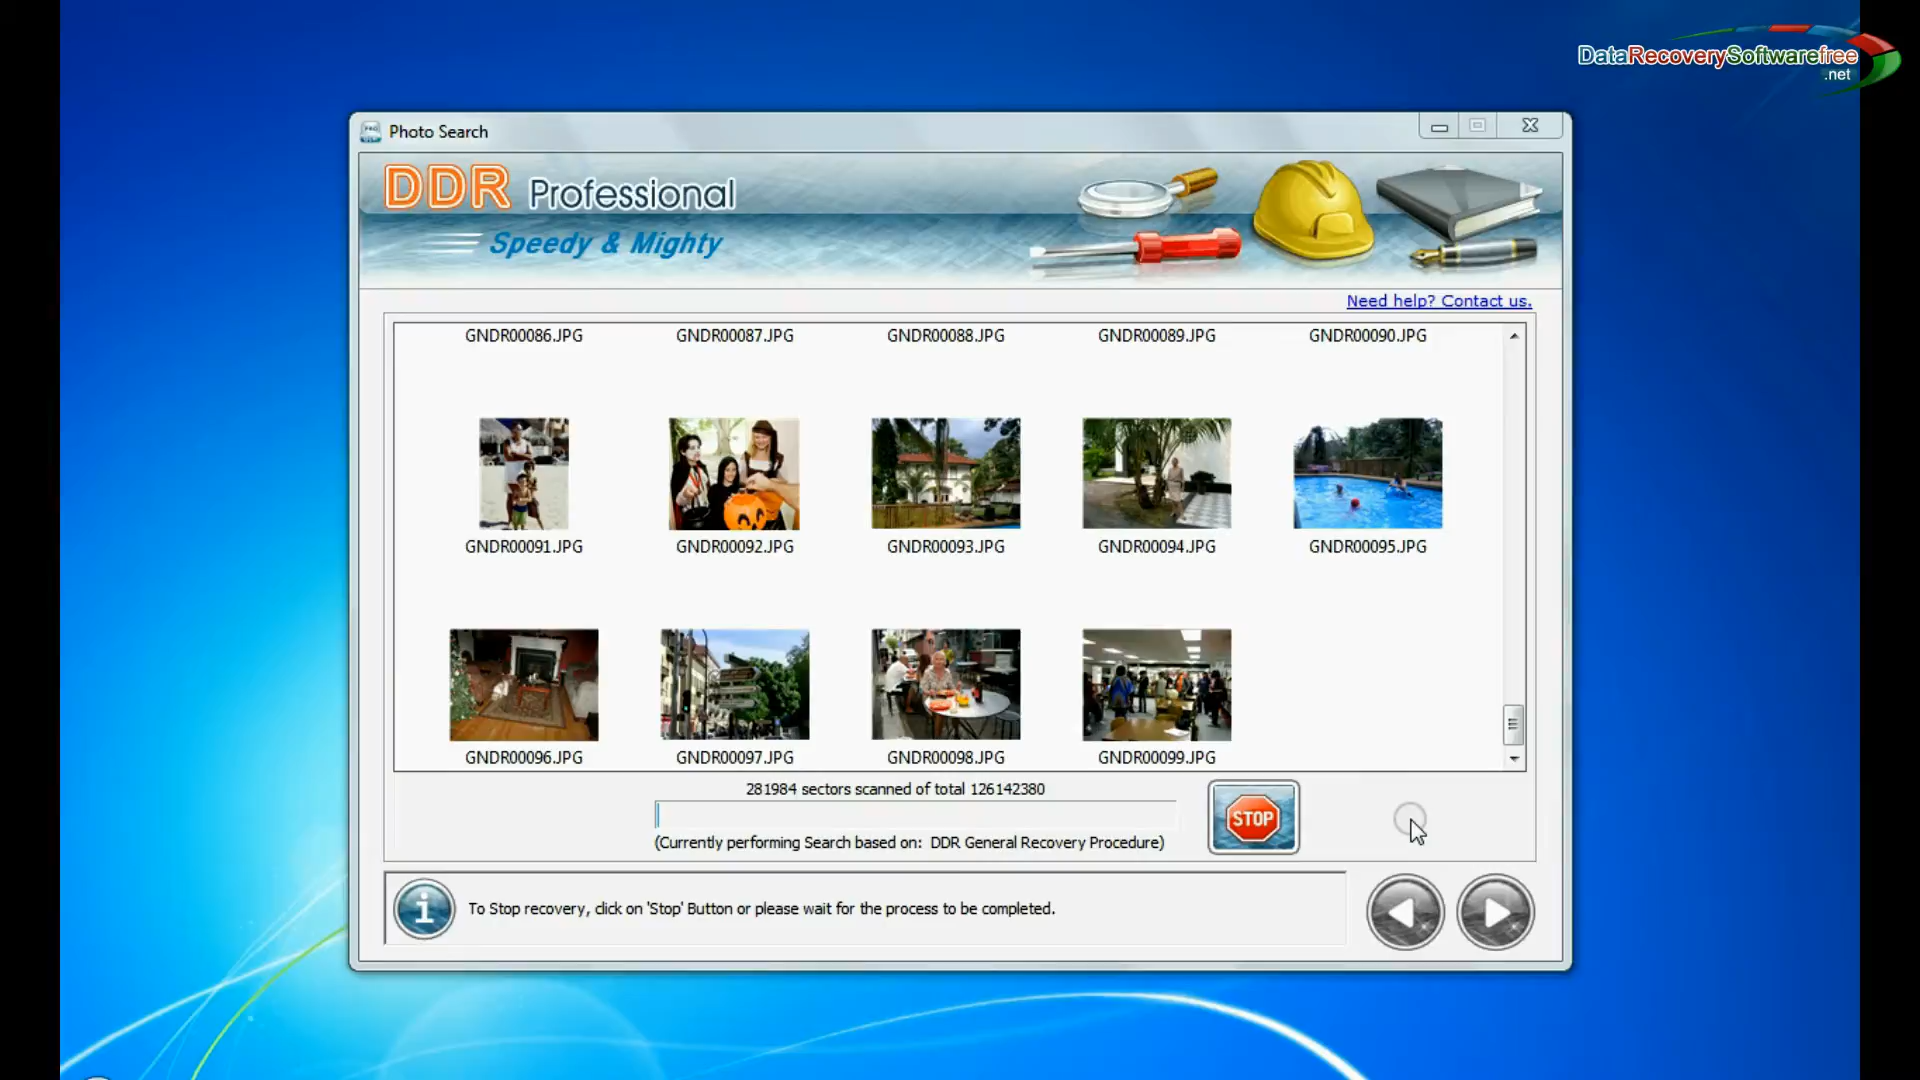 DataRecoverySoftwarefree
.net
Photo Search
DDR Professional
Speedy & Mighty
Need help? Contact us.
GNDR00086.JPG GNDR00087.JPG GNDR00088.JPG GNDR00089.JPG GNDR00090.JPG
GNDR00091.JPG GNDR00092.JPG GNDR00093.JPG GNDR00094.JPG GNDR00095.JPG
GNDR00096.JPG GNDR00097.JPG GNDR00098.JPG GNDR00099.JPG
281984 sectors scanned of total 126142380
STOP
(Currently performing Search based on: DDR General Recovery Procedure)
To Stop recovery, click on 'Stop' Button or please wait for the process to be completed.